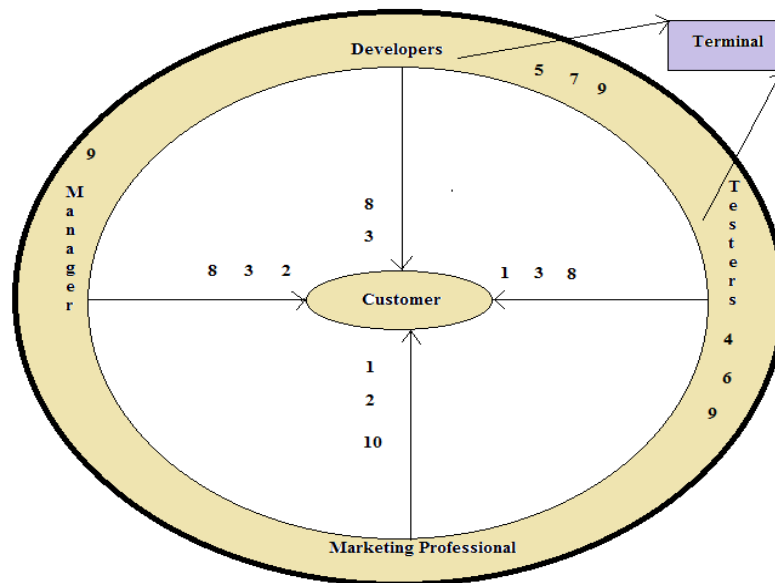 Developers
Terminal
5 7 9
9
Manager
Testers
8
3
8 3 2
1 3 8
Customer
4
6
9
1
2
10
Marketing Professional